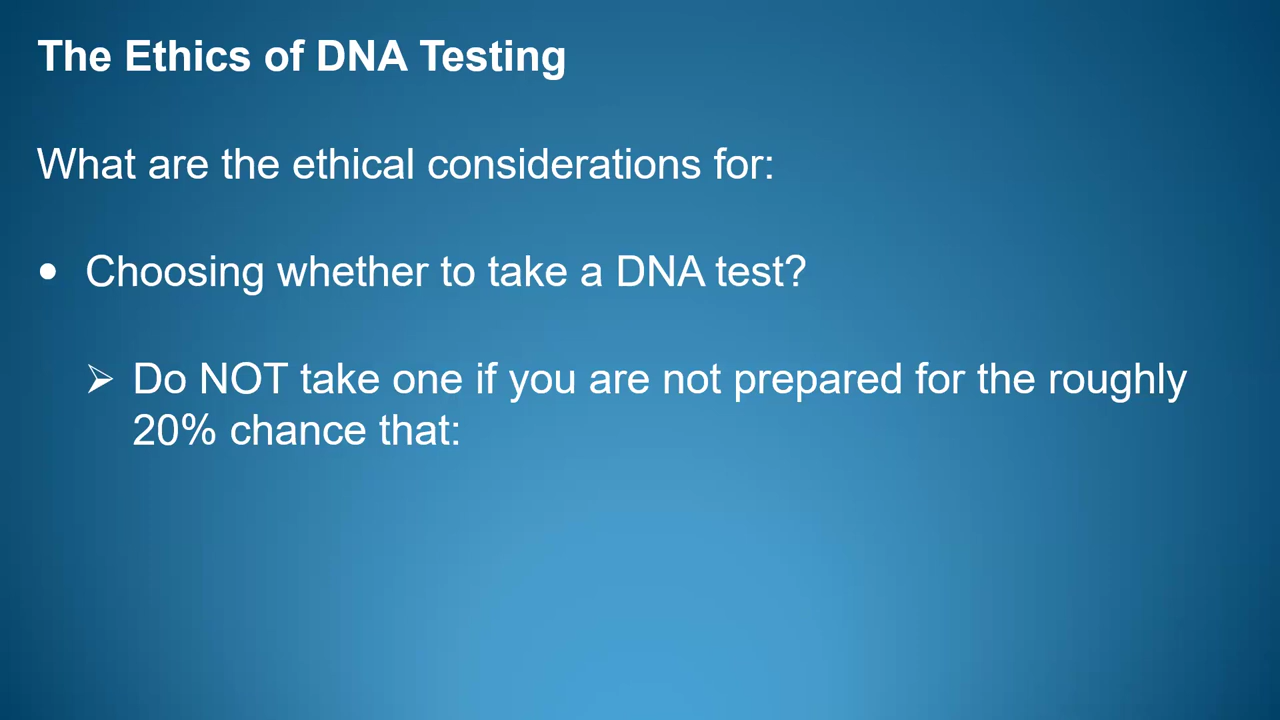 The Ethics of DNA Testing
What are the ethical considerations for:
• Choosing whether to take a DNA test?
➢ Do NOT take one if you are not prepared for the roughly
20% chance that: